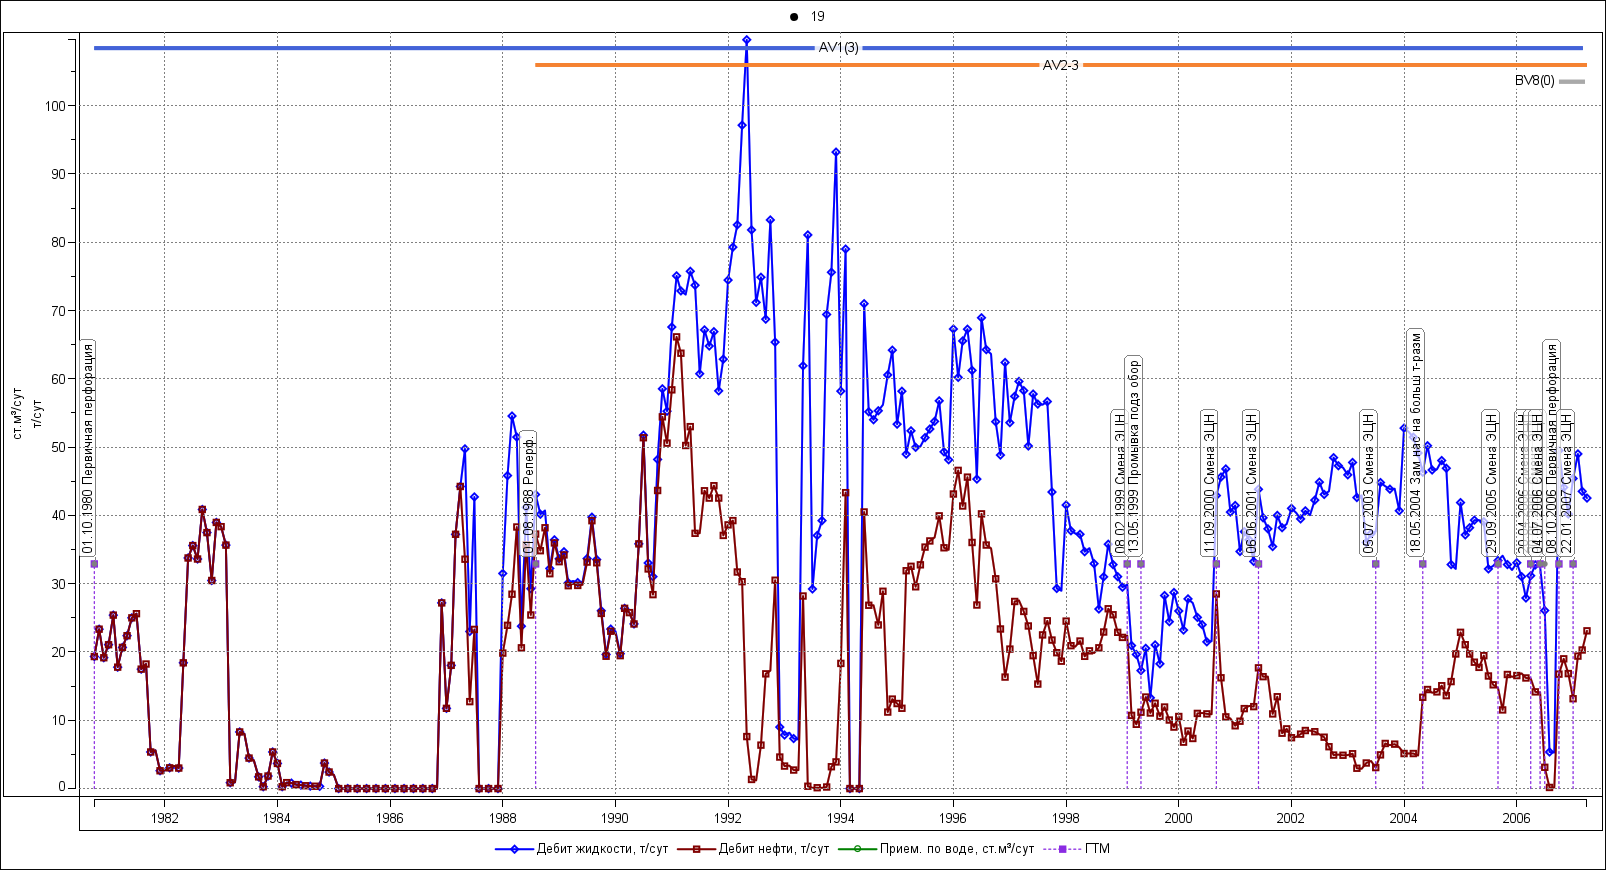 19
AV1(3)
AV2-3
BV8(0)
100
90
80
70
60
50
40
30
20
10
0
ст.м³/сут
т/сут
01.10.1980 Первичная перфорация
01.08.1988 Реперф.
08.02.1999 Смена ЭЦН
13.05.1999 Промывка подз обор
11.09.2000 Смена ЭЦН
06.06.2001 Смена ЭЦН
05.07.2003 Смена ЭЦН
18.05.2004 Зам нас на больш т-разм
29.09.2005 Смена ЭЦН
04.07.2006 Смена ЭЦН
08.10.2006 Первичная перфорация
22.01.2007 Смена ЭЦН
1982 1984 1986 1988 1990 1992 1994 1996 1998 2000 2002 2004 2006
Дебит жидкости, т/сут Дебит нефти, т/сут Прием. по воде, ст.м³/сут ГТМ